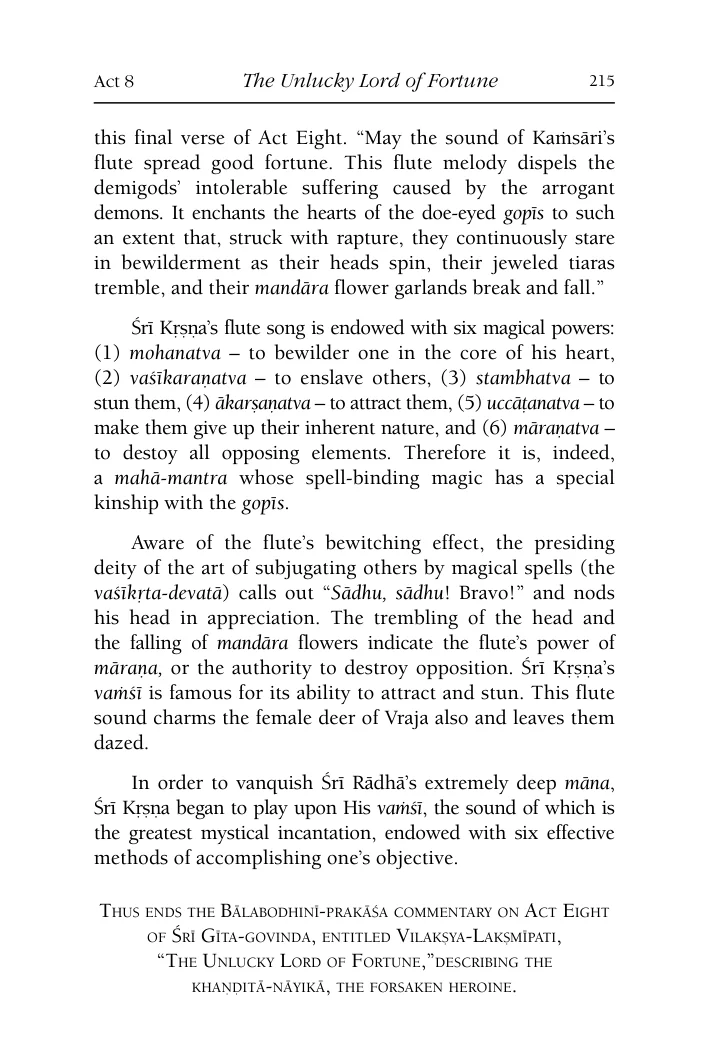 Act 8 The Unlucky Lord of Fortune 215
this final verse of Act Eight. “May the sound of Kaṁsāri’s
flute spread good fortune. This flute melody dispels the
demigods’ intolerable suffering caused by the arrogant
demons. It enchants the hearts of the doe-eyed gopīs to such
an extent that, struck with rapture, they continuously stare
in bewilderment as their heads spin, their jeweled tiaras
tremble, and their mandāra flower garlands break and fall.”
Śrī Kṛṣṇa’s flute song is endowed with six magical powers:
(1) mohanatva – to bewilder one in the core of his heart,
(2) vaśīkaraṇatva – to enslave others, (3) stambhatva – to
stun them, (4) ākarṣaṇatva – to attract them, (5) uccāṭanatva – to
make them give up their inherent nature, and (6) māraṇatva –
to destoy all opposing elements. Therefore it is, indeed,
a mahā-mantra whose spell-binding magic has a special
kinship with the gopīs.
Aware of the flute’s bewitching effect, the presiding
deity of the art of subjugating others by magical spells (the
vaśīkṛta-devatā) calls out “Sādhu, sādhu! Bravo!” and nods
his head in appreciation. The trembling of the head and
the falling of mandāra flowers indicate the flute’s power of
māraṇa, or the authority to destroy opposition. Śrī Kṛṣṇa’s
vaṁśī is famous for its ability to attract and stun. This flute
sound charms the female deer of Vraja also and leaves them
dazed.
In order to vanquish Śrī Rādhā’s extremely deep māna,
Śrī Kṛṣṇa began to play upon His vaṁśī, the sound of which is
the greatest mystical incantation, endowed with six effective
methods of accomplishing one’s objective.
Thus ends the Bālabodhinī-prakāśa commentary on Act Eight
of Śrī Gīta-govinda, entitled Vilakṣya-Lakṣmīpati,
“The Unlucky Lord of Fortune,”describing the
khaṇḍitā-nāyikā, the forsaken heroine.